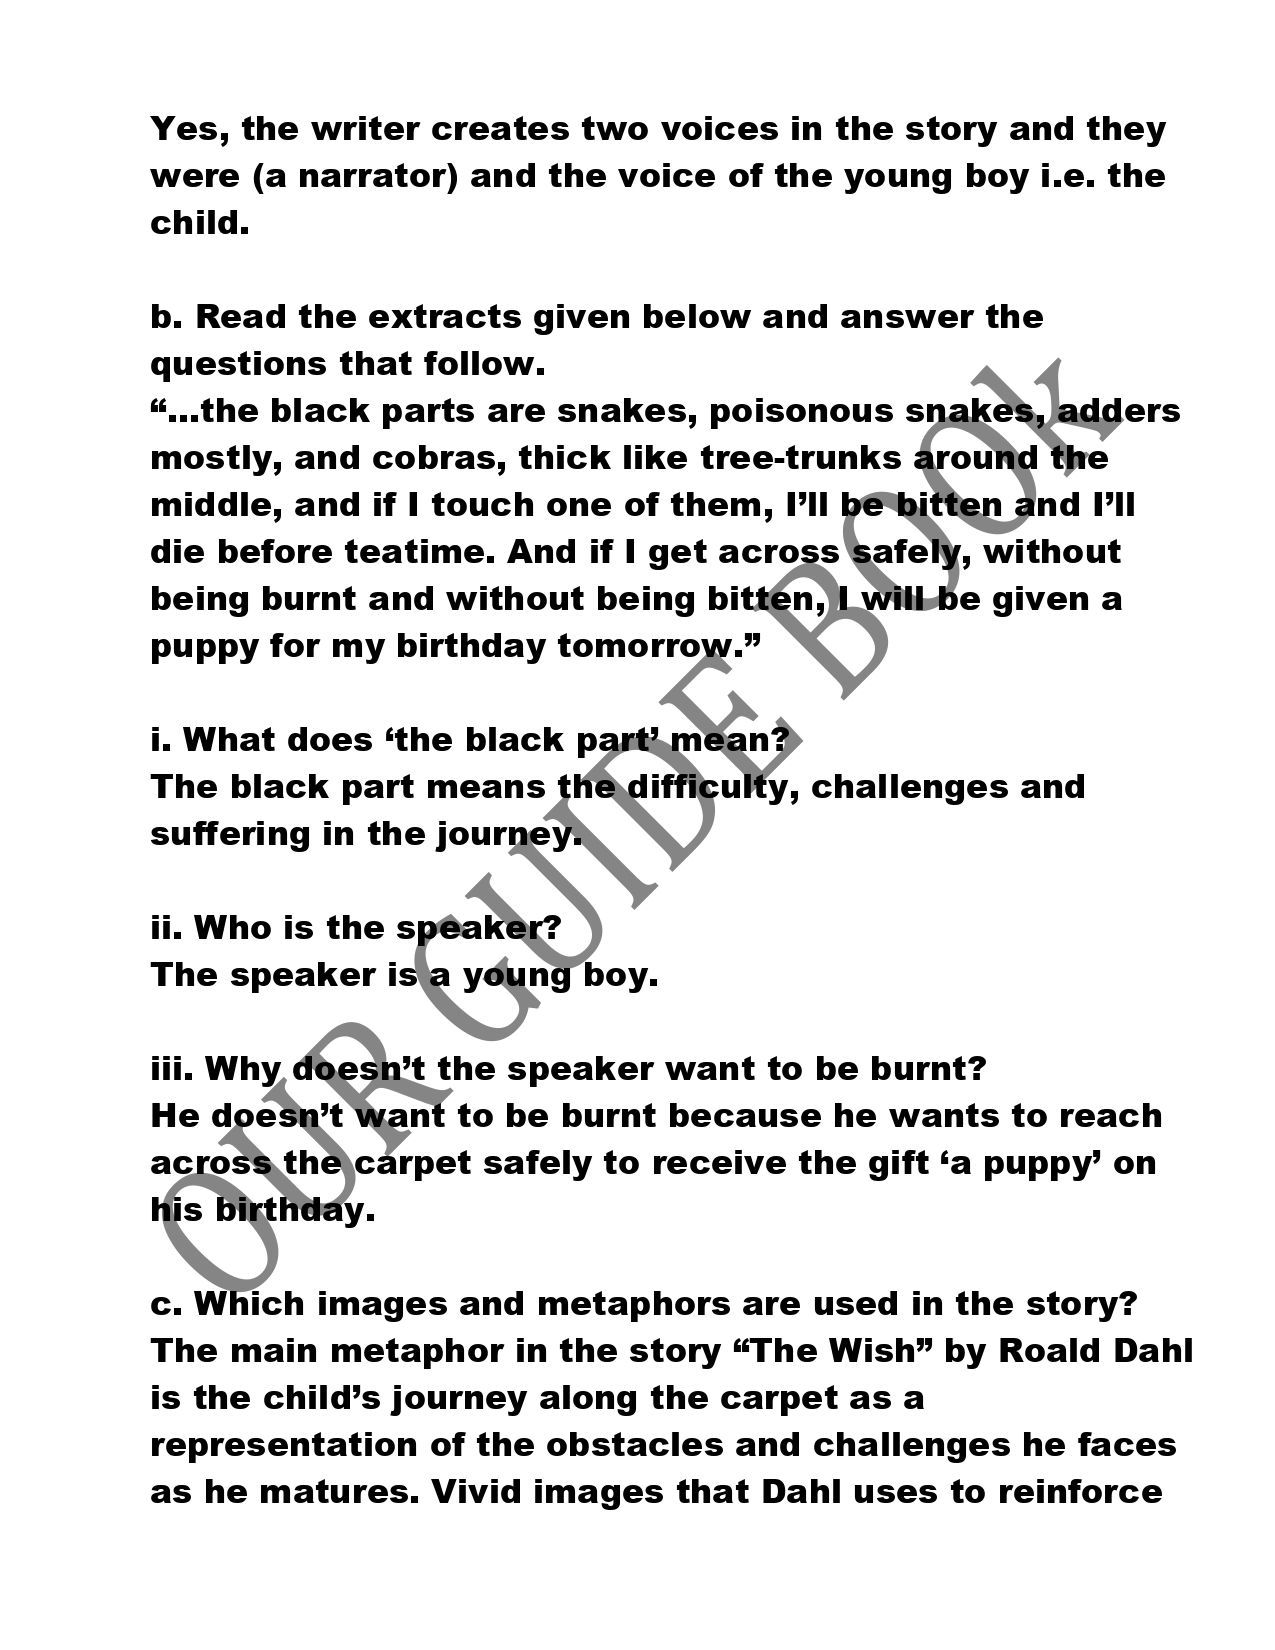 Yes, the writer creates two voices in the story and they
were (a narrator) and the voice of the young boy i.e. the
child.
b. Read the extracts given below and answer the
questions that follow.
“…the black parts are snakes, poisonous snakes, adders
mostly, and cobras, thick like tree-trunks around the
middle, and if I touch one of them, I’ll be bitten and I’ll
die before teatime. And if I get across safely, without
being burnt and without being bitten, I will be given a
puppy for my birthday tomorrow.”
i. What does ‘the black part’ mean?
The black part means the difficulty, challenges and
suffering in the journey.
ii. Who is the speaker?
The speaker is a young boy.
iii. Why doesn’t the speaker want to be burnt?
He doesn’t want to be burnt because he wants to reach
across the carpet safely to receive the gift ‘a puppy’ on
his birthday.
c. Which images and metaphors are used in the story?
The main metaphor in the story “The Wish” by Roald Dahl
is the child’s journey along the carpet as a
representation of the obstacles and challenges he faces
as he matures. Vivid images that Dahl uses to reinforce
OUR GUIDE BOOk